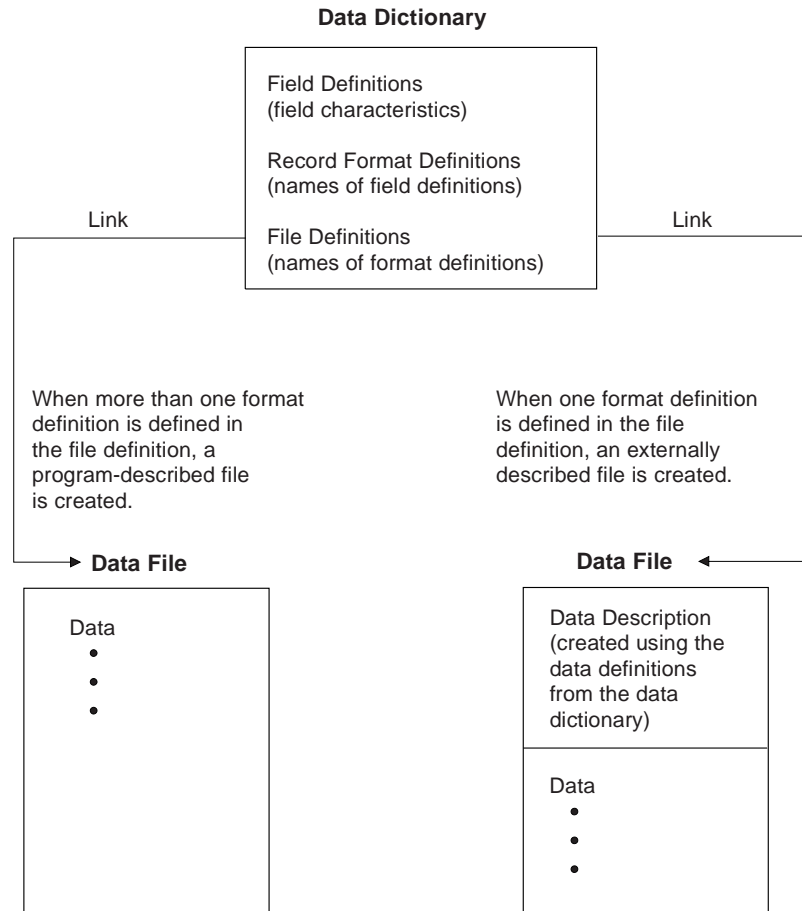 Data Dictionary
Field Definitions
(field characteristics)
Record Format Definitions
(names of field definitions)
File Definitions
(names of format definitions)
Link
Link
When more than one format
definition is defined in
the file definition, a
program-described file
is created.
When one format definition
is defined in the file
definition, an externally
described file is created.
Data File
Data
Data File
Data Description
(created using the
data definitions
from the data
dictionary)
Data